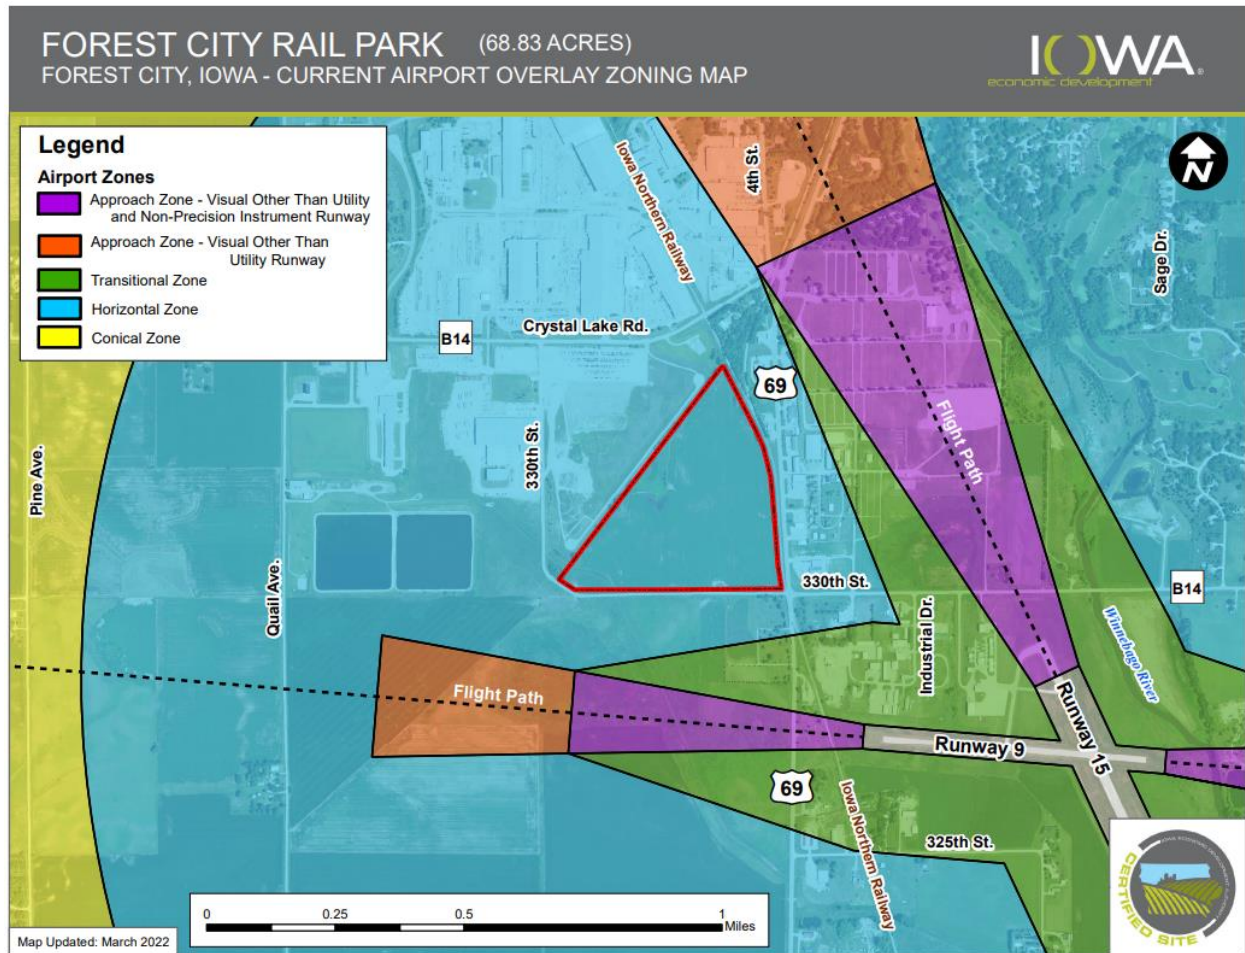 FOREST CITY RAIL PARK (68.83 ACRES)
FOREST CITY, IOWA - CURRENT AIRPORT OVERLAY ZONING MAP
IOWA
economic development
Legend
Airport Zones
Approach Zone - Visual Other Than Utility
and Non-Precision Instrument Runway
Approach Zone - Visual Other Than
Utility Runway
Transitional Zone
Horizontal Zone
Conical Zone
N
Iowa Northern Railway
4th St.
Sage Dr.
Crystal Lake Rd.
B14
69
Flight Path
Pine Ave.
330th St.
Quail Ave.
330th St.
B14
Industrial Dr.
Winnebago River
Flight Path
Runway 9
Runway 15
69
Iowa Northern Railway
325th St.
0 0.25 0.5 1
Miles
Map Updated: March 2022
CERTIFIED SITE